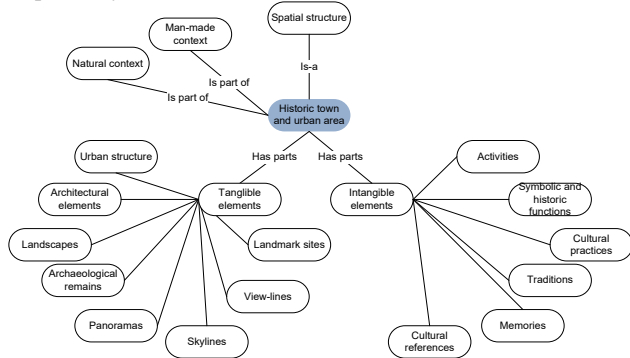 Spatial structure
Man-made
context
Natural context
Is-a
Is part of
Is part of
Historic town
and urban area
Has parts
Has parts
Urban structure
Activities
Architectural
elements
Tanglible
elements
Intangible
elements
Symbolic and
historic
functions
Landscapes
Landmark sites
Cultural
practices
Archaeological
remains
Traditions
View-lines
Panoramas
Memories
Skylines
Cultural
references